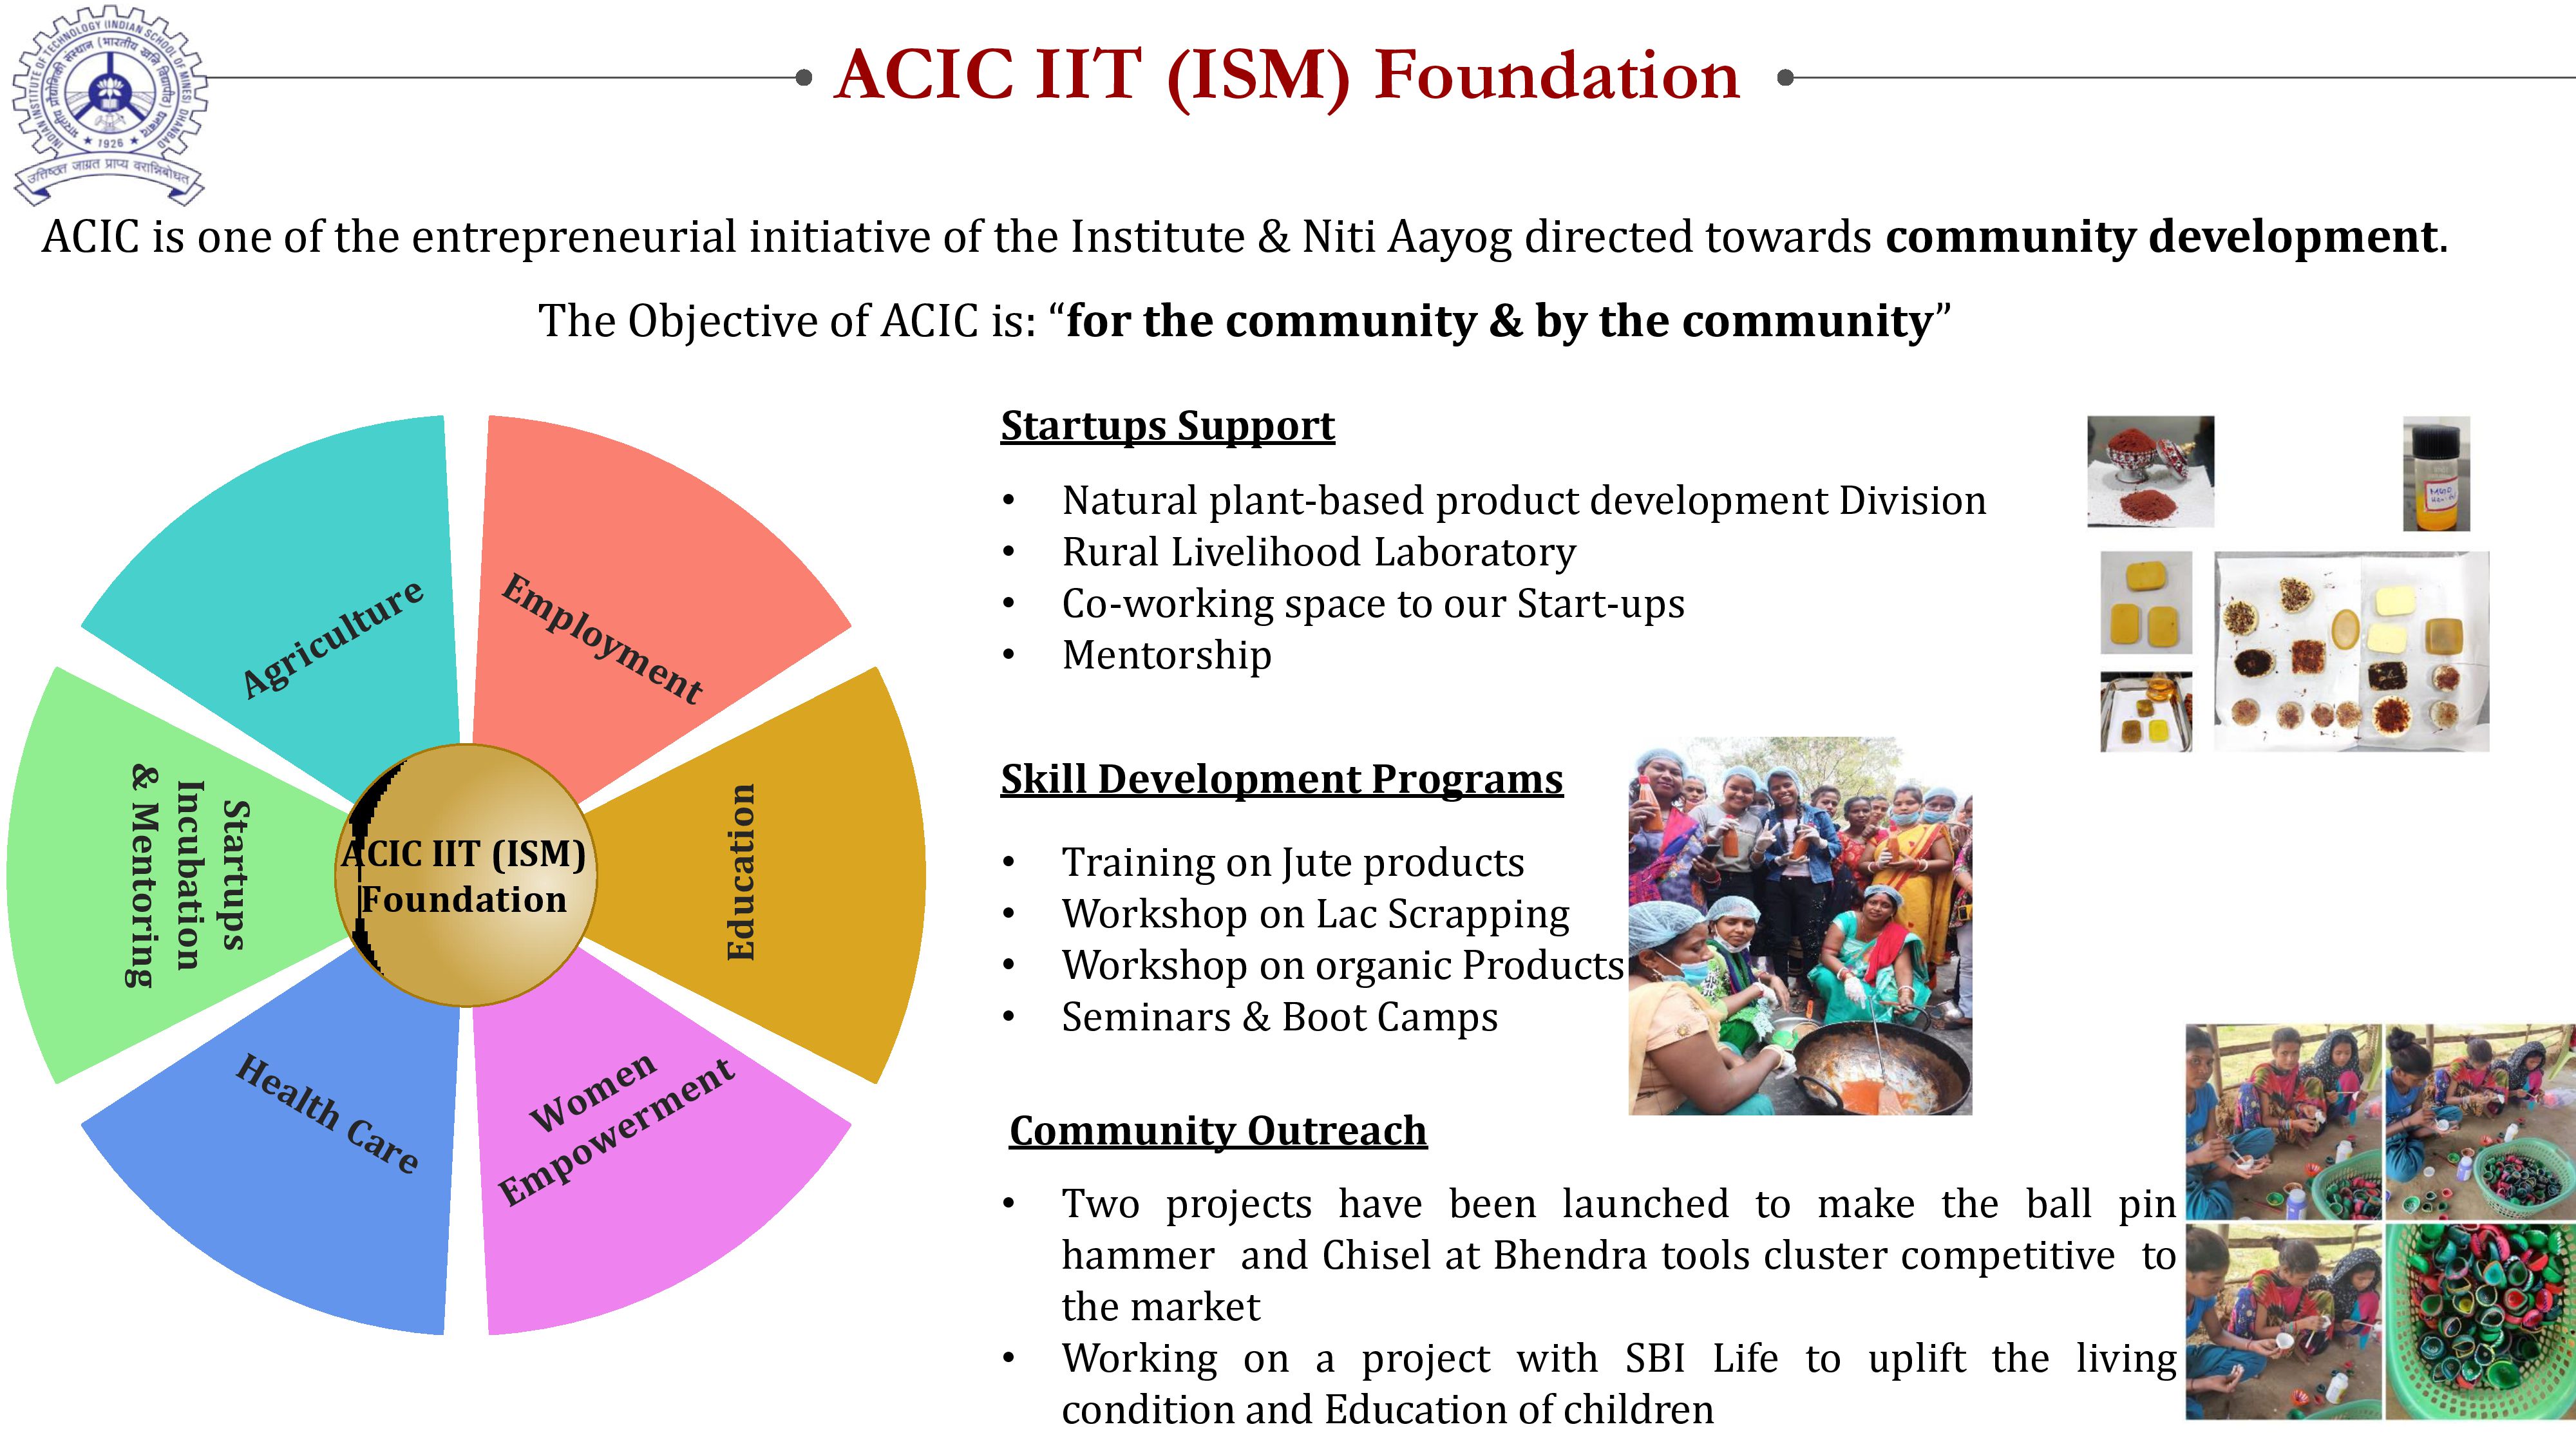 INDIAN INSTITUTE OF TECHNOLOGY (INDIAN SCHOOL OF MINES) DHANBAD
★ 1926 ★
उत्तिष्ठत जाग्रत प्राप्य वरान्निबोधत
ACIC IIT (ISM) Foundation
ACIC is one of the entrepreneurial initiative of the Institute & Niti Aayog directed towards community development.
The Objective of ACIC is: “for the community & by the community”
Agriculture
Employment
Education
Women
Empowerment
Health Care
Startups
Incubation
& Mentoring
ACIC IIT (ISM)
Foundation
Startups Support
• Natural plant-based product development Division
• Rural Livelihood Laboratory
• Co-working space to our Start-ups
• Mentorship
Skill Development Programs
• Training on Jute products
• Workshop on Lac Scrapping
• Workshop on organic Products
• Seminars & Boot Camps
Community Outreach
• Two projects have been launched to make the ball pin
hammer and Chisel at Bhendra tools cluster competitive to
the market
• Working on a project with SBI Life to uplift the living
condition and Education of children